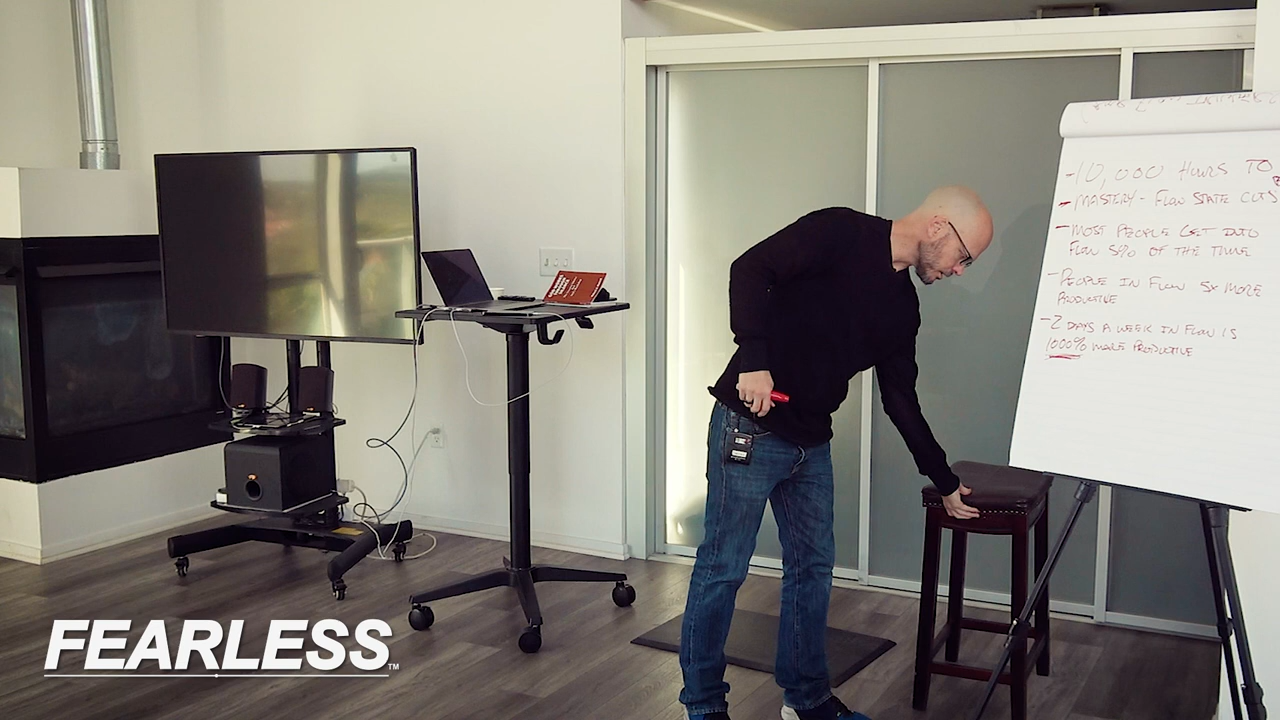 -10,000 HOURS TO
- MASTERY - FLOW STATE CUTS
- MOST PEOPLE GET INTO
FLOW 5% OF THE TIME
- PEOPLE IN FLOW 5X MORE
PRODUCTIVE
- 2 DAYS A WEEK IN FLOW IS
1000% MORE PRODUCTIVE
FEARLESS™